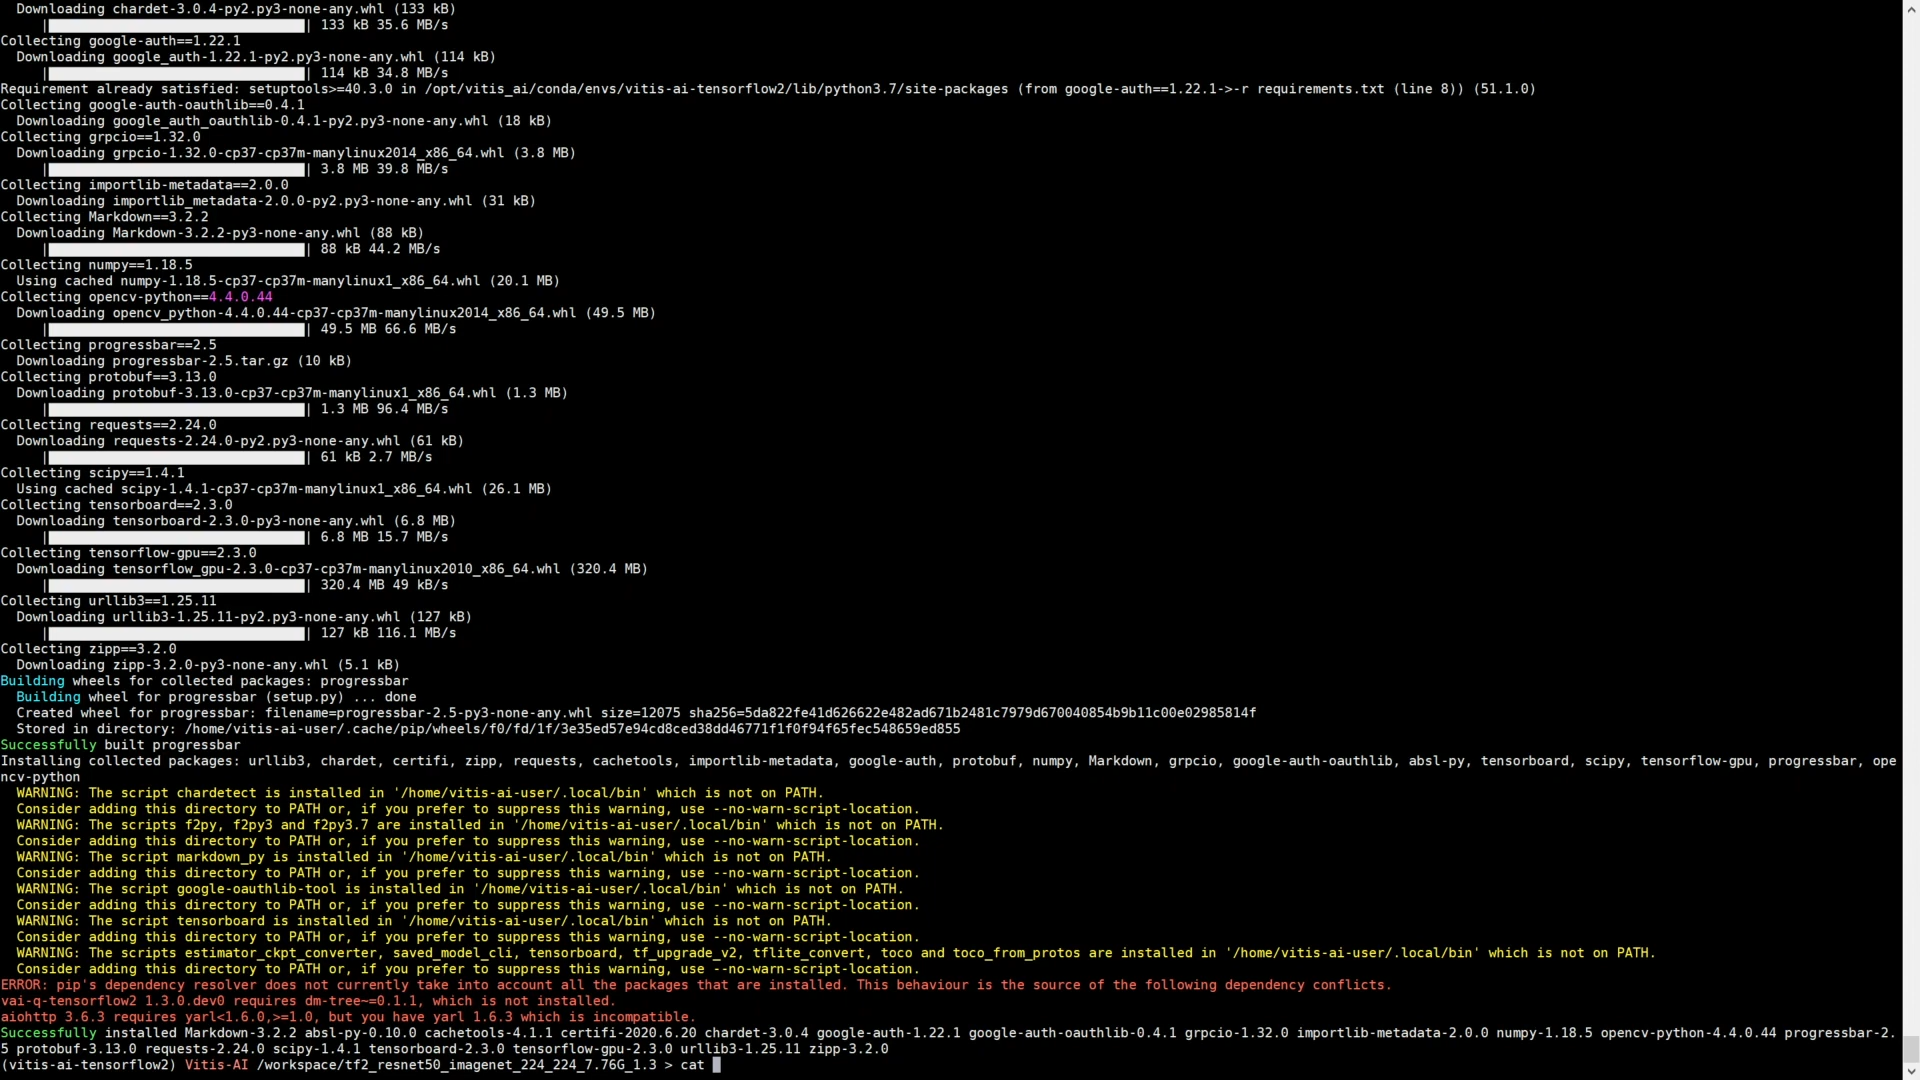 Downloading chardet-3.0.4-py2.py3-none-any.whl (133 kB)
|                                | 133 kB 35.6 MB/s
Collecting google-auth==1.22.1
Downloading google_auth-1.22.1-py2.py3-none-any.whl (114 kB)
|                                | 114 kB 34.8 MB/s
Requirement already satisfied: setuptools>=40.3.0 in /opt/vitis_ai/conda/envs/vitis-ai-tensorflow2/lib/python3.7/site-packages (from google-auth==1.22.1->-r requirements.txt (line 8)) (51.1.0)
Collecting google-auth-oauthlib==0.4.1
Downloading google_auth_oauthlib-0.4.1-py2.py3-none-any.whl (18 kB)
Collecting grpcio==1.32.0
Downloading grpcio-1.32.0-cp37-cp37m-manylinux2014_x86_64.whl (3.8 MB)
|                                | 3.8 MB 39.8 MB/s
Collecting importlib-metadata==2.0.0
Downloading importlib_metadata-2.0.0-py2.py3-none-any.whl (31 kB)
Collecting Markdown==3.2.2
Downloading Markdown-3.2.2-py3-none-any.whl (88 kB)
|                                | 88 kB 44.2 MB/s
Collecting numpy==1.18.5
Using cached numpy-1.18.5-cp37-cp37m-manylinux1_x86_64.whl (20.1 MB)
Collecting opencv-python==4.4.0.44
Downloading opencv_python-4.4.0.44-cp37-cp37m-manylinux2014_x86_64.whl (49.5 MB)
|                                | 49.5 MB 66.6 MB/s
Collecting progressbar==2.5
Downloading progressbar-2.5.tar.gz (10 kB)
Collecting protobuf==3.13.0
Downloading protobuf-3.13.0-cp37-cp37m-manylinux1_x86_64.whl (1.3 MB)
|                                | 1.3 MB 96.4 MB/s
Collecting requests==2.24.0
Downloading requests-2.24.0-py2.py3-none-any.whl (61 kB)
|                                | 61 kB 2.7 MB/s
Collecting scipy==1.4.1
Using cached scipy-1.4.1-cp37-cp37m-manylinux1_x86_64.whl (26.1 MB)
Collecting tensorboard==2.3.0
Downloading tensorboard-2.3.0-py3-none-any.whl (6.8 MB)
|                                | 6.8 MB 15.7 MB/s
Collecting tensorflow-gpu==2.3.0
Downloading tensorflow_gpu-2.3.0-cp37-cp37m-manylinux2010_x86_64.whl (320.4 MB)
|                                | 320.4 MB 49 kB/s
Collecting urllib3==1.25.11
Downloading urllib3-1.25.11-py2.py3-none-any.whl (127 kB)
|                                | 127 kB 116.1 MB/s
Collecting zipp==3.2.0
Downloading zipp-3.2.0-py3-none-any.whl (5.1 kB)
Building wheels for collected packages: progressbar
Building wheel for progressbar (setup.py) ... done
Created wheel for progressbar: filename=progressbar-2.5-py3-none-any.whl size=12075 sha256=5da822fe41d626622e482ad671b2481c7979d670040854b9b11c00e02985814f
Stored in directory: /home/vitis-ai-user/.cache/pip/wheels/f0/fd/1f/3e35ed57e94cd8ced38dd46771f1f0f94f65fec548659ed855
Successfully built progressbar
Installing collected packages: urllib3, chardet, certifi, zipp, requests, cachetools, importlib-metadata, google-auth, protobuf, numpy, Markdown, grpcio, google-auth-oauthlib, absl-py, tensorboard, scipy, tensorflow-gpu, progressbar, ope
ncv-python
WARNING: The script chardetect is installed in '/home/vitis-ai-user/.local/bin' which is not on PATH.
Consider adding this directory to PATH or, if you prefer to suppress this warning, use --no-warn-script-location.
WARNING: The scripts f2py, f2py3 and f2py3.7 are installed in '/home/vitis-ai-user/.local/bin' which is not on PATH.
Consider adding this directory to PATH or, if you prefer to suppress this warning, use --no-warn-script-location.
WARNING: The script markdown_py is installed in '/home/vitis-ai-user/.local/bin' which is not on PATH.
Consider adding this directory to PATH or, if you prefer to suppress this warning, use --no-warn-script-location.
WARNING: The script google-oauthlib-tool is installed in '/home/vitis-ai-user/.local/bin' which is not on PATH.
Consider adding this directory to PATH or, if you prefer to suppress this warning, use --no-warn-script-location.
WARNING: The script tensorboard is installed in '/home/vitis-ai-user/.local/bin' which is not on PATH.
Consider adding this directory to PATH or, if you prefer to suppress this warning, use --no-warn-script-location.
WARNING: The scripts estimator_ckpt_converter, saved_model_cli, tensorboard, tf_upgrade_v2, tflite_convert, toco and toco_from_protos are installed in '/home/vitis-ai-user/.local/bin' which is not on PATH.
Consider adding this directory to PATH or, if you prefer to suppress this warning, use --no-warn-script-location.
ERROR: pip's dependency resolver does not currently take into account all the packages that are installed. This behaviour is the source of the following dependency conflicts.
vai-q-tensorflow2 1.3.0.dev0 requires dm-tree~=0.1.1, which is not installed.
aiohttp 3.6.3 requires yarl<1.6.0,>=1.0, but you have yarl 1.6.3 which is incompatible.
Successfully installed Markdown-3.2.2 absl-py-0.10.0 cachetools-4.1.1 certifi-2020.6.20 chardet-3.0.4 google-auth-1.22.1 google-auth-oauthlib-0.4.1 grpcio-1.32.0 importlib-metadata-2.0.0 numpy-1.18.5 opencv-python-4.4.0.44 progressbar-2.
5 protobuf-3.13.0 requests-2.24.0 scipy-1.4.1 tensorboard-2.3.0 tensorflow-gpu-2.3.0 urllib3-1.25.11 zipp-3.2.0
(vitis-ai-tensorflow2) Vitis-AI /workspace/tf2_resnet50_imagenet_224_224_7.76G_1.3 > cat